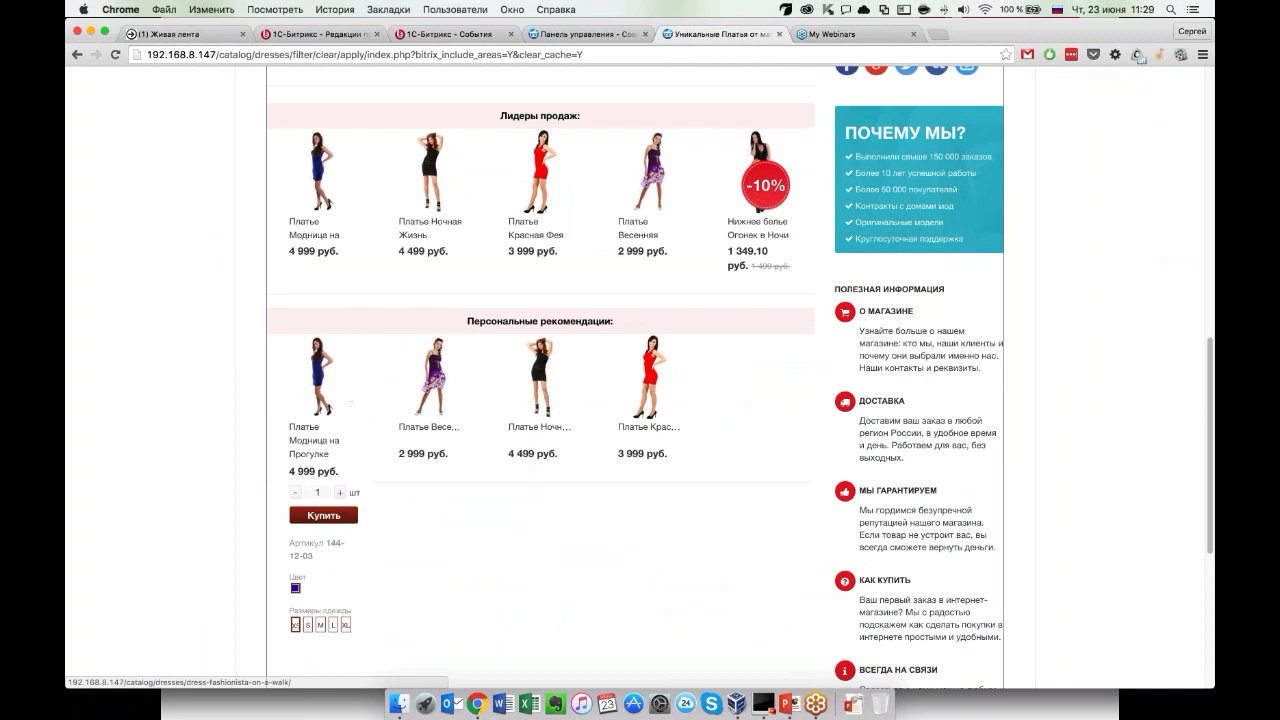 Chrome Файл Изменить Просмотреть История Закладки Пользователи Окно Справка 100 % Чт, 23 июня 11:29
(1) Живая лента
1С-Битрикс - Редакции п
1С-Битрикс - События
Панель управления - Сов
Уникальные Платья от ма
My Webinars
Сергей
192.168.8.147/catalog/dresses/filter/clear/apply/index.php?bitrix_include_areas=Y&clear_cache=Y
Лидеры продаж:
-10%
Платье Модница на
4 999 руб.
Платье Ночная Жизнь
4 499 руб.
Платье Красная Фея
3 999 руб.
Платье Весенняя
2 999 руб.
Нижнее белье
Огонек в Ночи
1 349.10
руб. 1 499 руб.
Персональные рекомендации:
Платье
Модница на
Прогулке
4 999 руб.
- 1 + шт
Купить
Артикул 144-
12-03
Цвет
Размеры одежды
XS S M L XL
Платье Весе...
2 999 руб.
Платье Ночн...
4 499 руб.
Платье Крас...
3 999 руб.
ПОЧЕМУ МЫ?
Выполнили свыше 150 000 заказов
Более 10 лет успешной работы
Более 50 000 покупателей
Контракты с домами мод
Оригинальные модели
Круглосуточная поддержка
ПОЛЕЗНАЯ ИНФОРМАЦИЯ
О МАГАЗИНЕ
Узнайте больше о нашем
магазине: кто мы, наши клиенты и
почему они выбрали именно нас.
Наши контакты и реквизиты.
ДОСТАВКА
Доставим ваш заказ в любой
регион России, в удобное время
и день. Работаем для вас, без
выходных.
МЫ ГАРАНТИРУЕМ
Мы гордимся безупречной
репутацией нашего магазина.
Если товар не устроит вас, вы
всегда сможете вернуть деньги.
КАК КУПИТЬ
Ваш первый заказ в интернет-
магазине? Мы с радостью
подскажем как сделать покупки в
интернете простыми и удобными.
ВСЕГДА НА СВЯЗИ
192.168.8.147/catalog/dresses/dress-fashionista-on-a-walk/